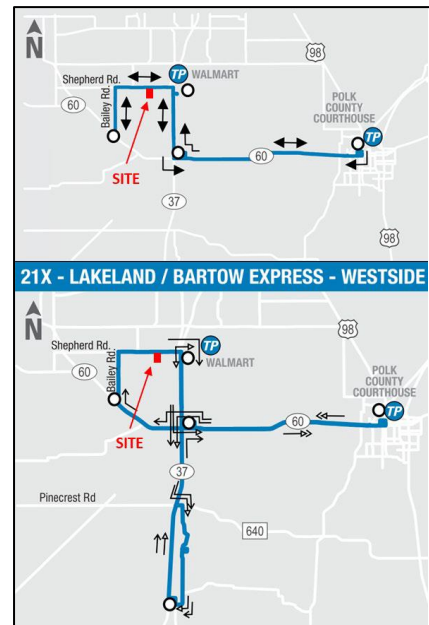 N
98
TP WALMART
Shepherd Rd.
60
Bailey Rd.
POLK
COUNTY
COURTHOUSE
TP
SITE
60
37
98
21X - LAKELAND / BARTOW EXPRESS - WESTSIDE
N
98
TP
Shepherd Rd.
WALMART
60
Bailey Rd.
POLK
COUNTY
COURTHOUSE
TP
SITE
60
37
Pinecrest Rd
640